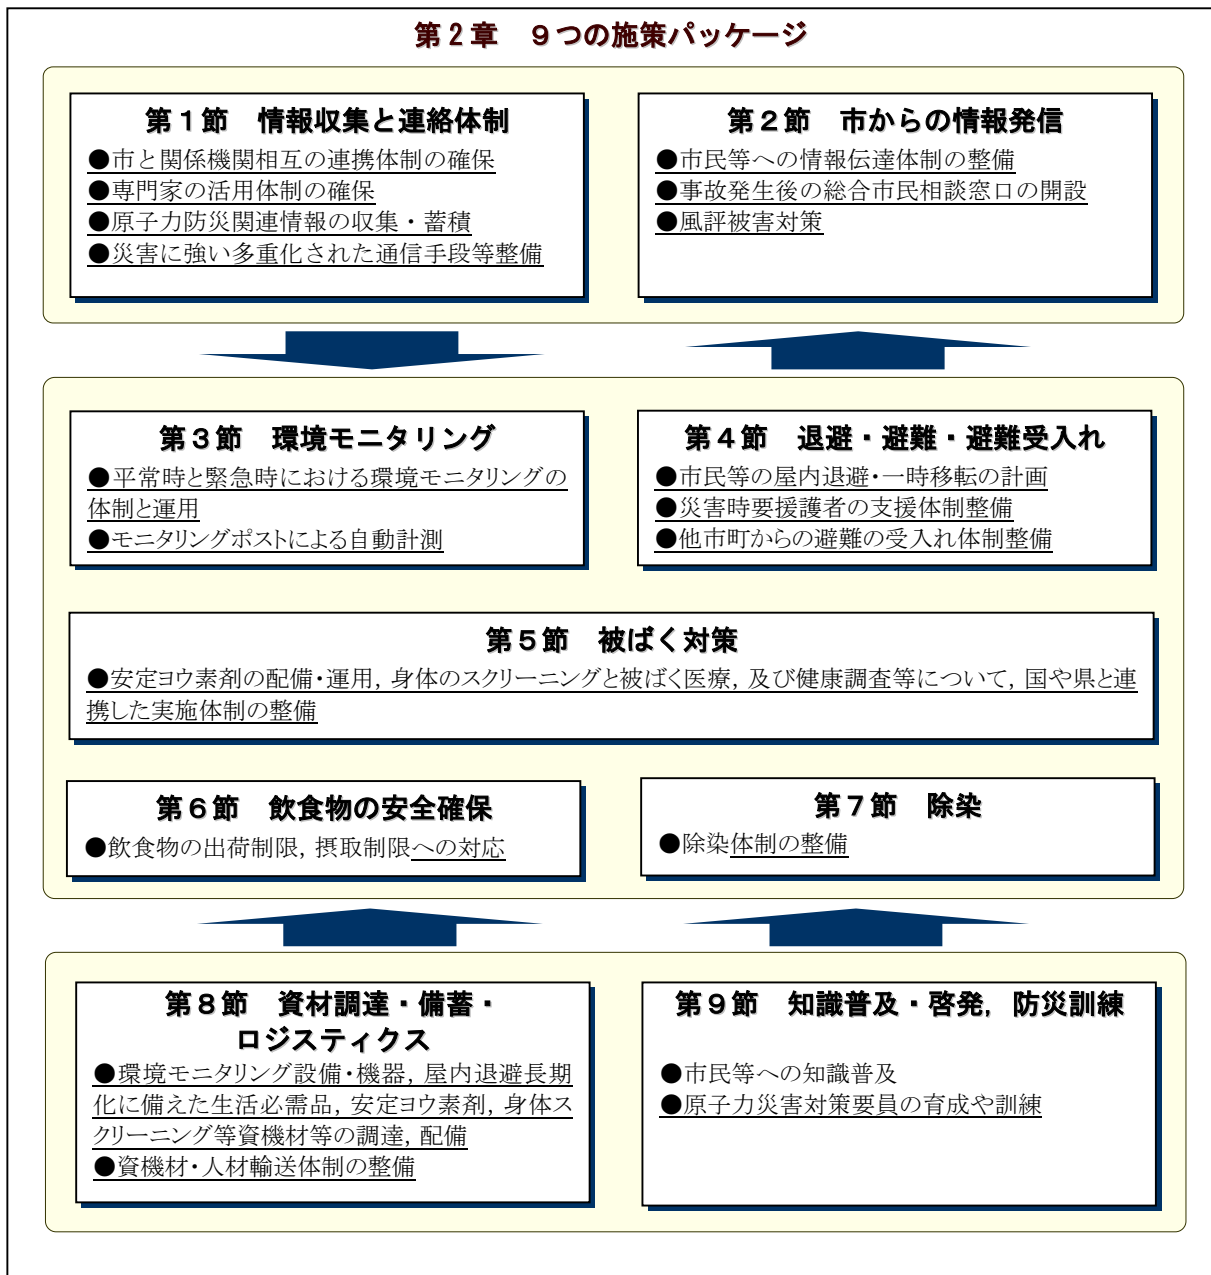 第２章　９つの施策パッケージ
第１節　情報収集と連絡体制
●市と関係機関相互の連携体制の確保
●専門家の活用体制の確保
●原子力防災関連情報の収集・蓄積
●災害に強い多重化された通信手段等整備
第２節　市からの情報発信
●市民等への情報伝達体制の整備
●事故発生後の総合市民相談窓口の開設
●風評被害対策
第３節　環境モニタリング
●平常時と緊急時における環境モニタリングの
体制と運用
●モニタリングポストによる自動計測
第４節　退避・避難・避難受入れ
●市民等の屋内退避・一時移転の計画
●災害時要援護者の支援体制整備
●他市町からの避難の受入れ体制整備
第５節　被ばく対策
●安定ヨウ素剤の配備・運用，身体のスクリーニングと被ばく医療，及び健康調査等について，国や県と連
携した実施体制の整備
第６節　飲食物の安全確保
●飲食物の出荷制限，摂取制限への対応
第７節　除染
●除染体制の整備
第８節　資材調達・備蓄・
ロジスティクス
●環境モニタリング設備・機器，屋内退避長期
化に備えた生活必需品，安定ヨウ素剤，身体ス
クリーニング等資機材等の調達，配備
●資機材・人材輸送体制の整備
第９節　知識普及・啓発，防災訓練
●市民等への知識普及
●原子力災害対策要員の育成や訓練